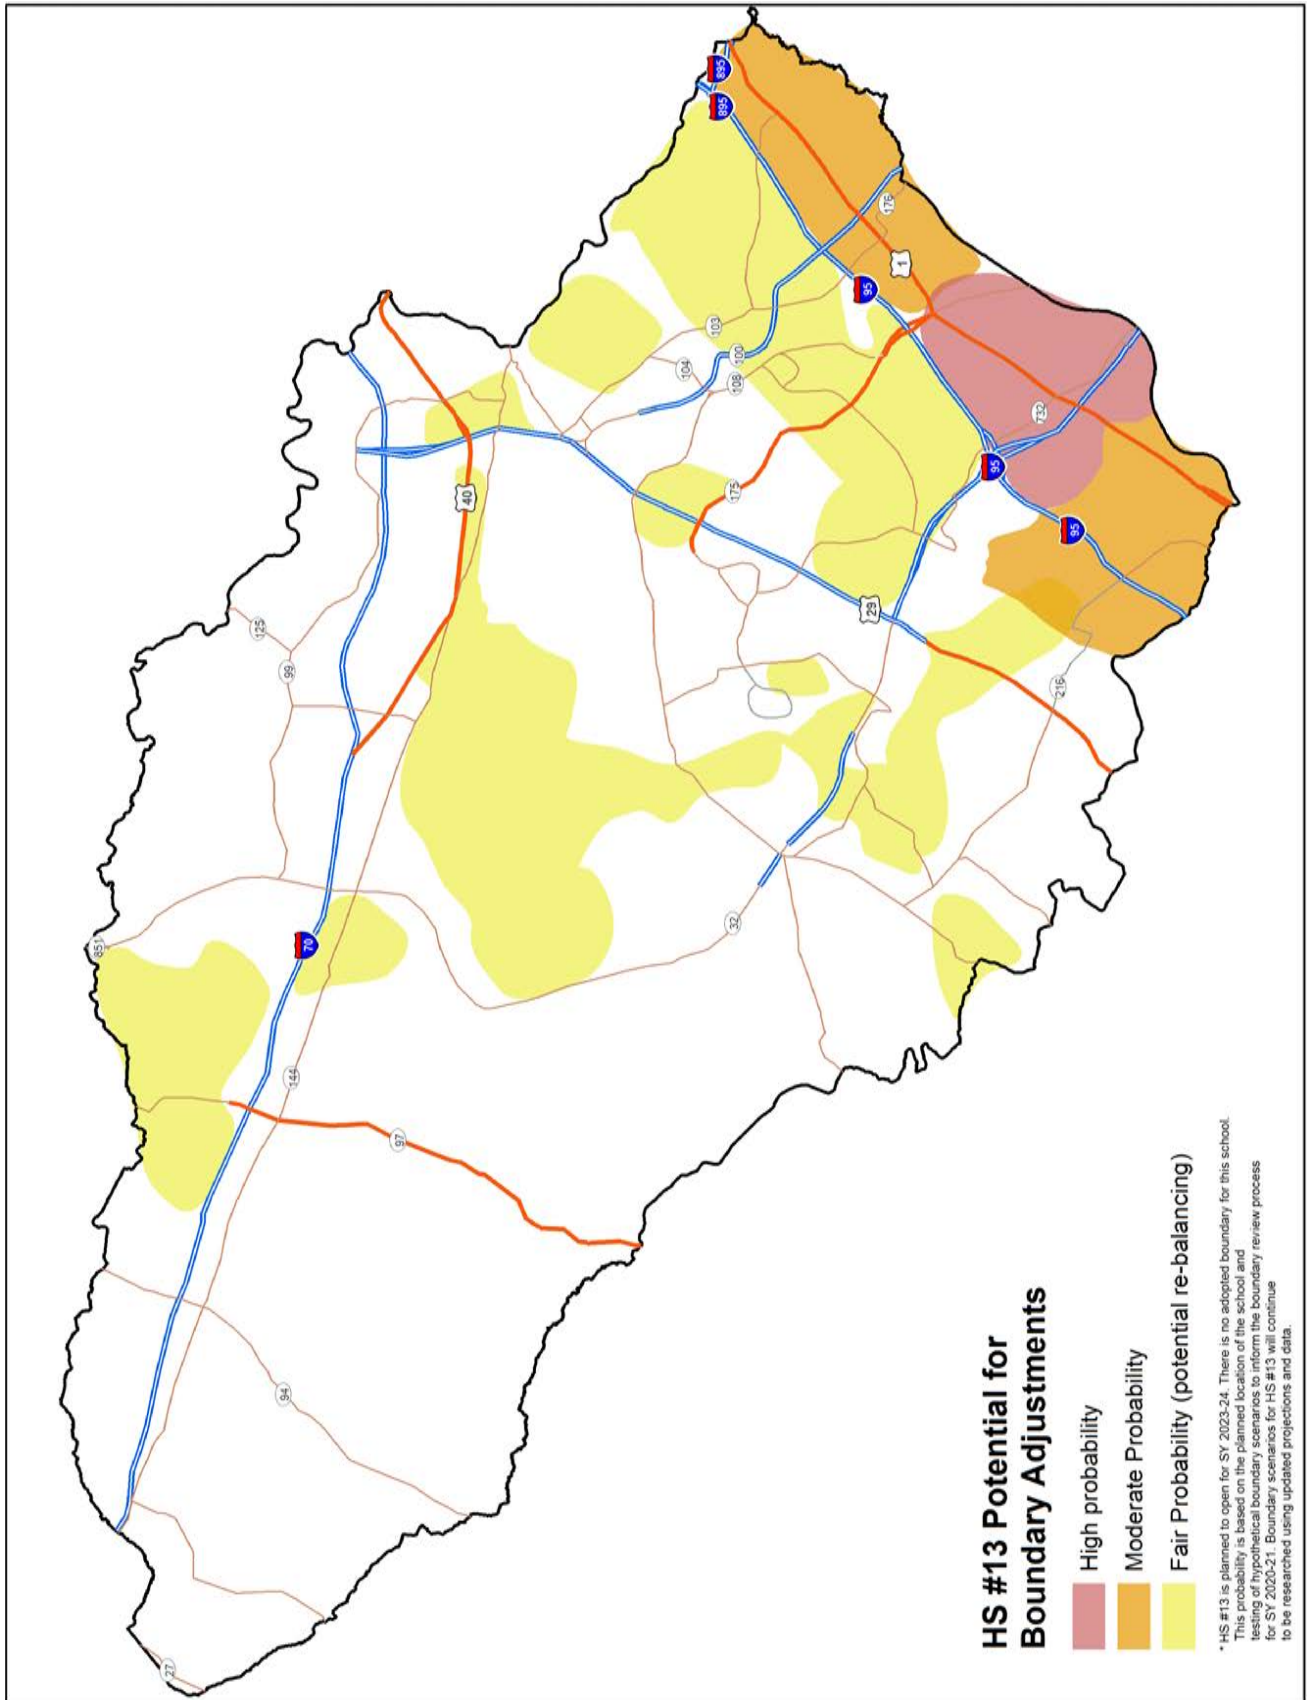 HS #13 Potential for
Boundary Adjustments
High probability
Moderate Probability
Fair Probability (potential re-balancing)
* HS #13 is planned to open for SY 2023-24. There is no adopted boundary for this school.
This probability is based on the planned location of the school and
testing of hypothetical boundary scenarios to inform the boundary review process
for SY 2020-21. Boundary scenarios for HS #13 will continue
to be researched using updated projections and data.
27
94
97
144
70
851
32
99
125
40
29
216
175
104
108
100
103
95
95
95
732
1
176
895
895